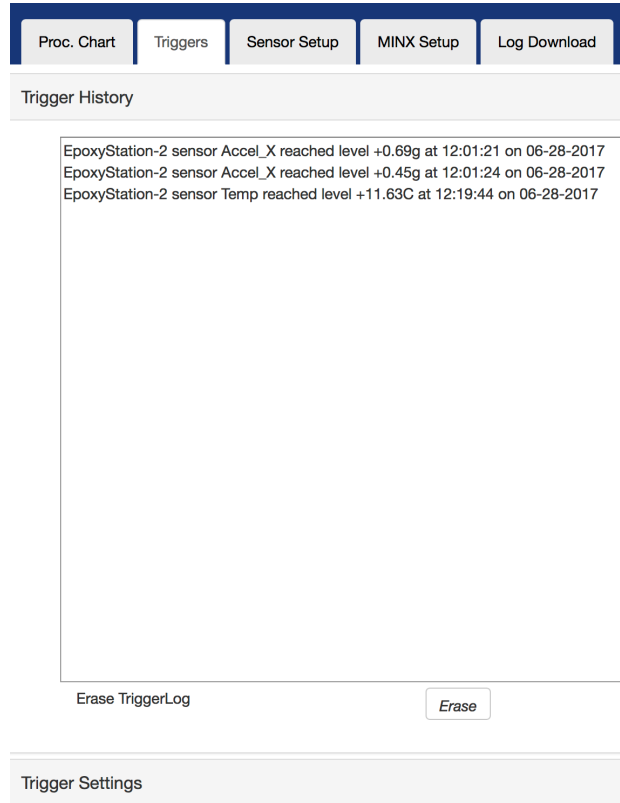 Proc. Chart Triggers Sensor Setup MINX Setup Log Download
Trigger History
EpoxyStation-2 sensor Accel_X reached level +0.69g at 12:01:21 on 06-28-2017
EpoxyStation-2 sensor Accel_X reached level +0.45g at 12:01:24 on 06-28-2017
EpoxyStation-2 sensor Temp reached level +11.63C at 12:19:44 on 06-28-2017
Erase TriggerLog Erase
Trigger Settings